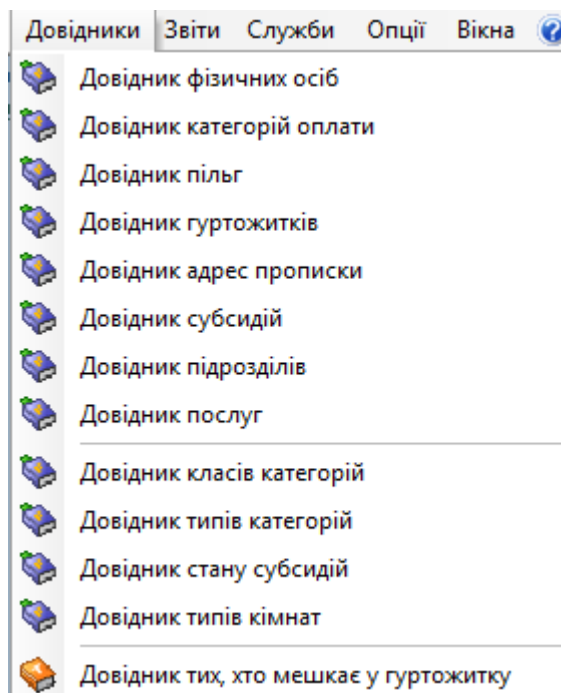 Довідники Звіти Служби Опції Вікна
Довідник фізичних осіб
Довідник категорій оплати
Довідник пільг
Довідник гуртожитків
Довідник адрес прописки
Довідник субсидій
Довідник підрозділів
Довідник послуг
Довідник класів категорій
Довідник типів категорій
Довідник стану субсидій
Довідник типів кімнат
Довідник тих, хто мешкає у гуртожитку